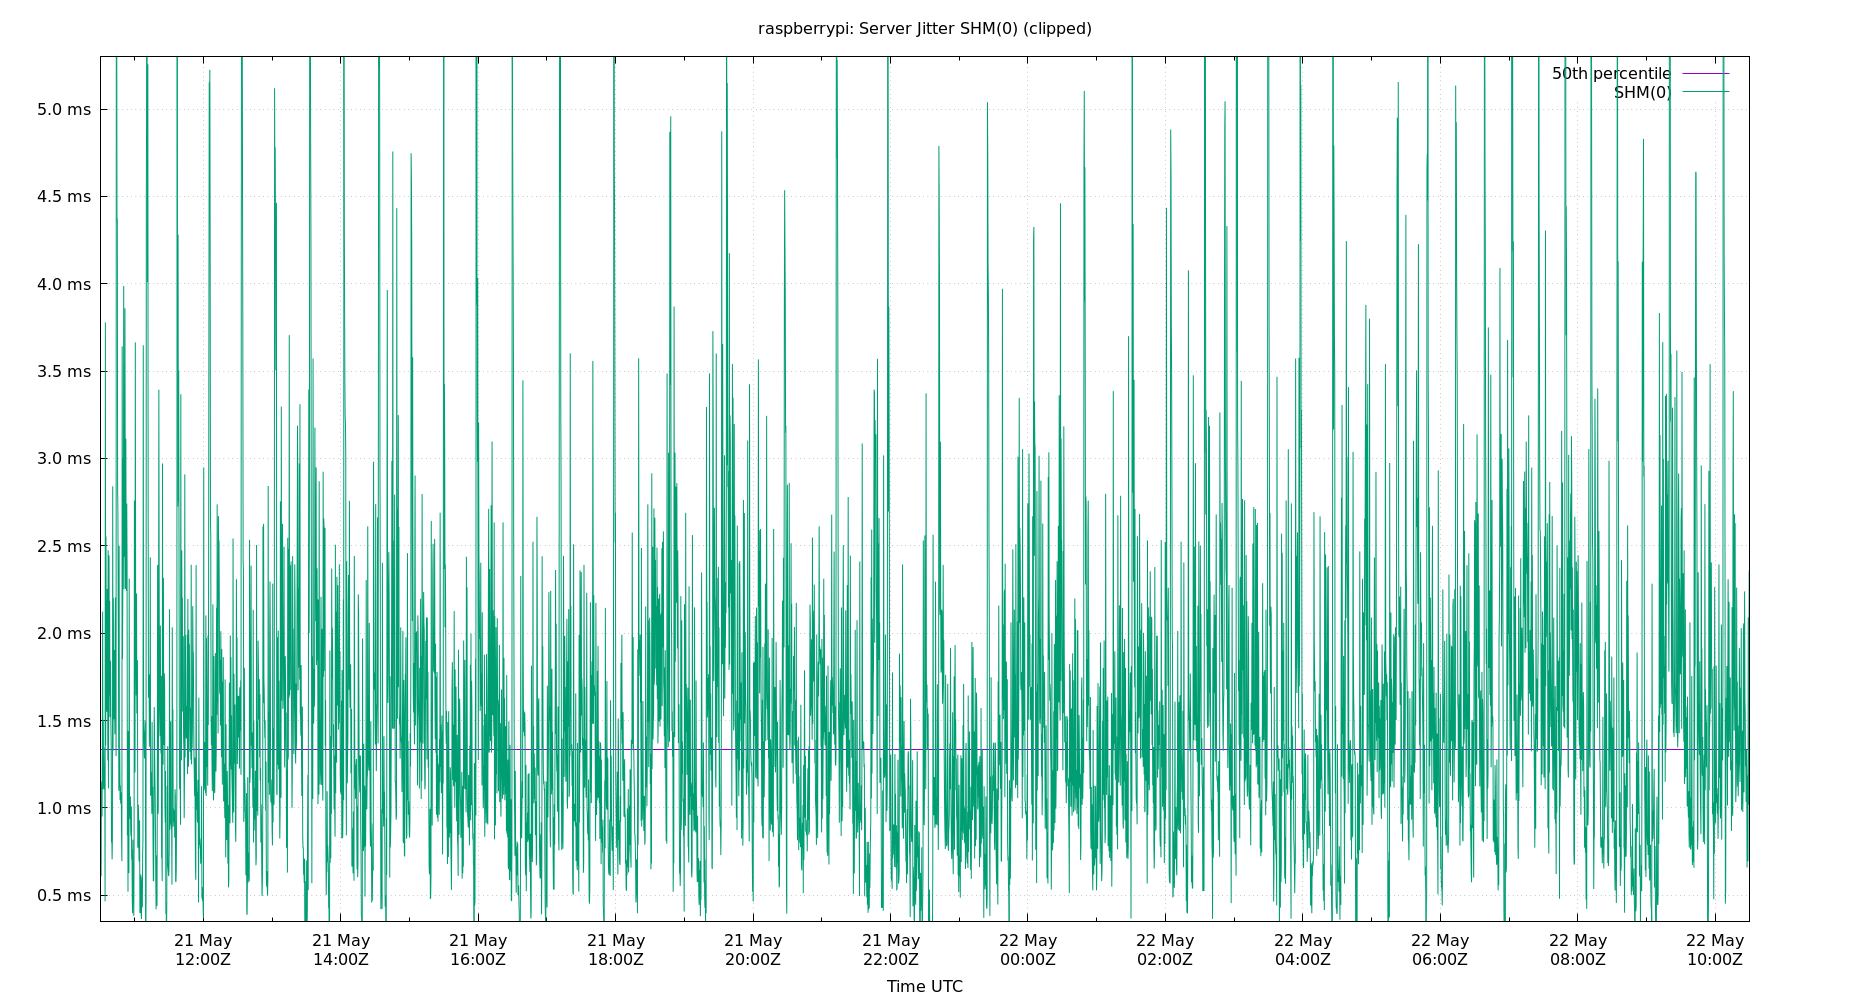 raspberrypi: Server Jitter SHM(0) (clipped)
50th percentile
SHM(0)
5.0 ms
4.5 ms
4.0 ms
3.5 ms
3.0 ms
2.5 ms
2.0 ms
1.5 ms
1.0 ms
0.5 ms
21 May 21 May 21 May 21 May 21 May 21 May 22 May 22 May 22 May 22 May 22 May 22 May
12:00Z 14:00Z 16:00Z 18:00Z 20:00Z 22:00Z 00:00Z 02:00Z 04:00Z 06:00Z 08:00Z 10:00Z
Time UTC